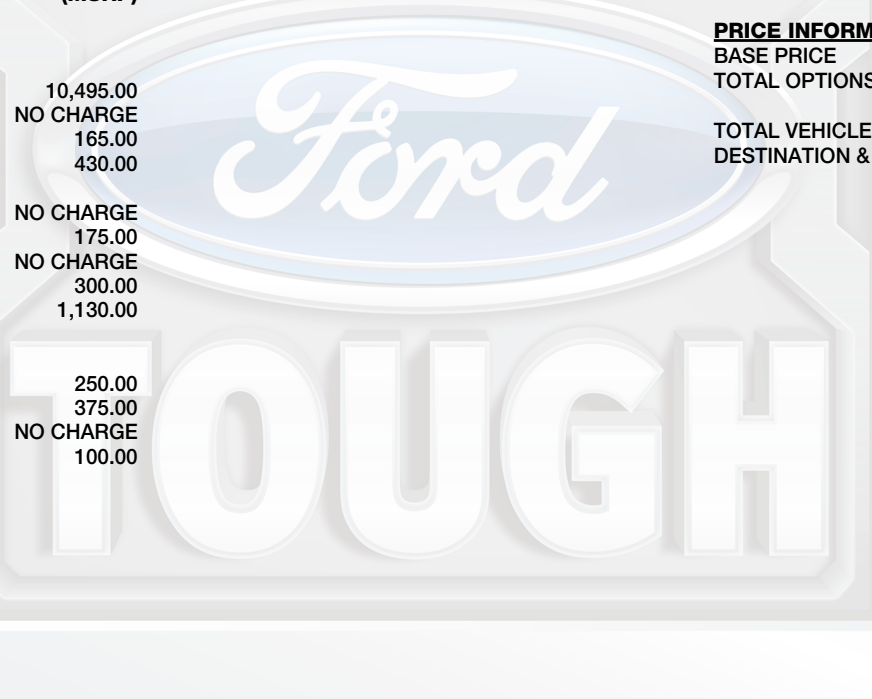 10,495.00
NO CHARGE
165.00
430.00
NO CHARGE
175.00
NO CHARGE
300.00
1,130.00
250.00
375.00
NO CHARGE
100.00
PRICE INFORM
BASE PRICE
TOTAL OPTIONS
TOTAL VEHICLE
DESTINATION &
Ford
TOUGH